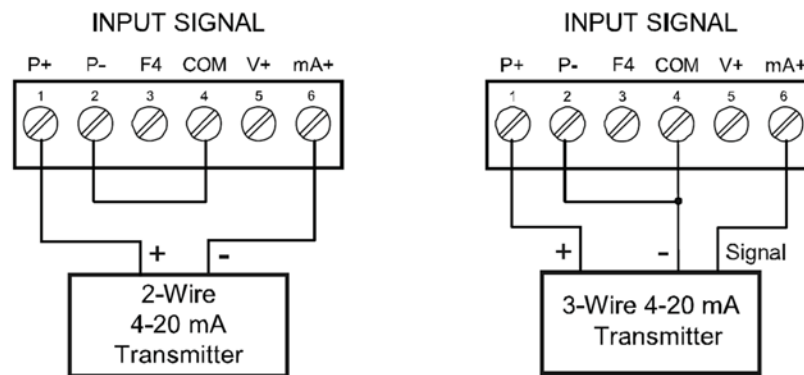 INPUT SIGNAL
P+ P- F4 COM V+ mA+
1 2 3 4 5 6
+ -
2-Wire
4-20 mA
Transmitter
INPUT SIGNAL
P+ P- F4 COM V+ mA+
1 2 3 4 5 6
+ - Signal
3-Wire 4-20 mA
Transmitter